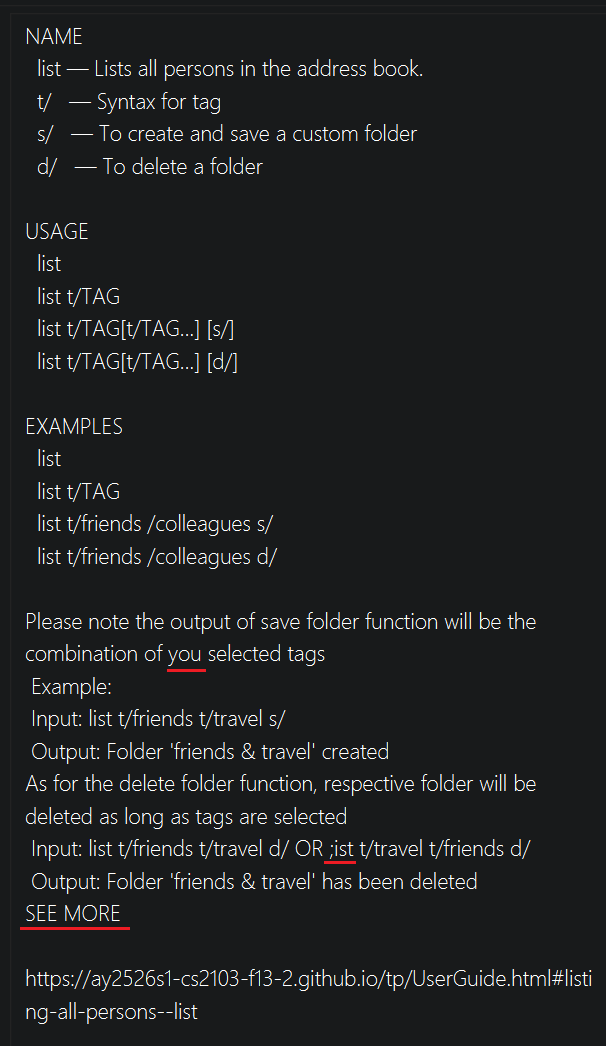 NAME
list — Lists all persons in the address book.
t/ — Syntax for tag
s/ — To create and save a custom folder
d/ — To delete a folder
USAGE
list
list t/TAG
list t/TAG[t/TAG...] [s/]
list t/TAG[t/TAG...] [d/]
EXAMPLES
list
list t/TAG
list t/friends /colleagues s/
list t/friends /colleagues d/
Please note the output of save folder function will be the
combination of you selected tags
Example:
Input: list t/friends t/travel s/
Output: Folder 'friends & travel' created
As for the delete folder function, respective folder will be
deleted as long as tags are selected
Input: list t/friends t/travel d/ OR ;ist t/travel t/friends d/
Output: Folder 'friends & travel' has been deleted
SEE MORE
https://ay2526s1-cs2103-f13-2.github.io/tp/UserGuide.html#listi
ng-all-persons--list